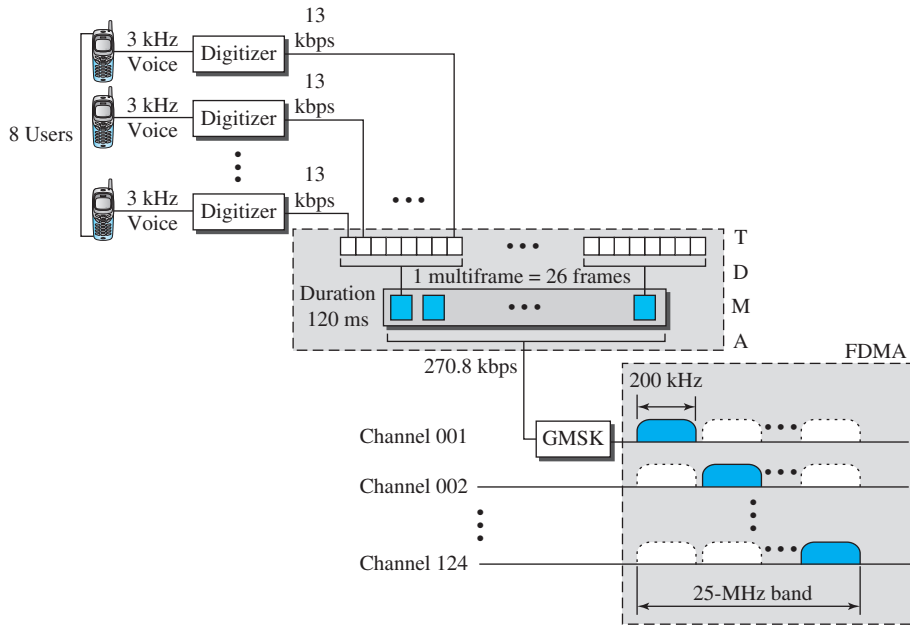 13
3 kHz
Voice
Digitizer
kbps
13
3 kHz
Voice
Digitizer
kbps
8 Users
13
3 kHz
Voice
Digitizer
kbps
T
D
M
A
1 multiframe = 26 frames
Duration
120 ms
270.8 kbps
FDMA
200 kHz
Channel 001
GMSK
Channel 002
Channel 124
25-MHz band